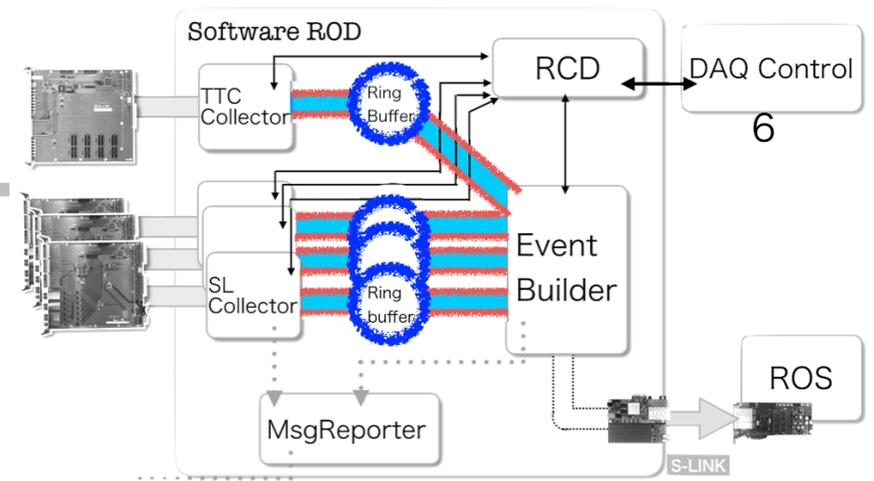 Software ROD
TTC
Collector
Ring
Buffer
RCD
DAQ Control
6
SL
Collector
Ring
buffer
Event
Builder
MsgReporter
ROS
S-LINK